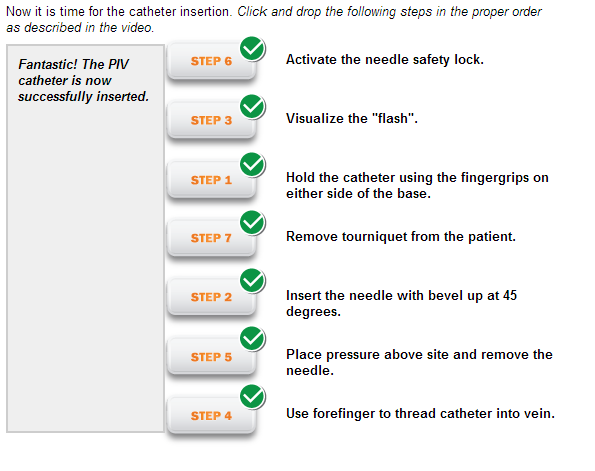 Now it is time for the catheter insertion. Click and drop the following steps in the proper order
as described in the video.
Fantastic! The PIV
catheter is now
successfully inserted.
STEP 6
Activate the needle safety lock.
STEP 3
Visualize the "flash".
STEP 1
Hold the catheter using the fingergrips on
either side of the base.
STEP 7
Remove tourniquet from the patient.
STEP 2
Insert the needle with bevel up at 45
degrees.
STEP 5
Place pressure above site and remove the
needle.
STEP 4
Use forefinger to thread catheter into vein.